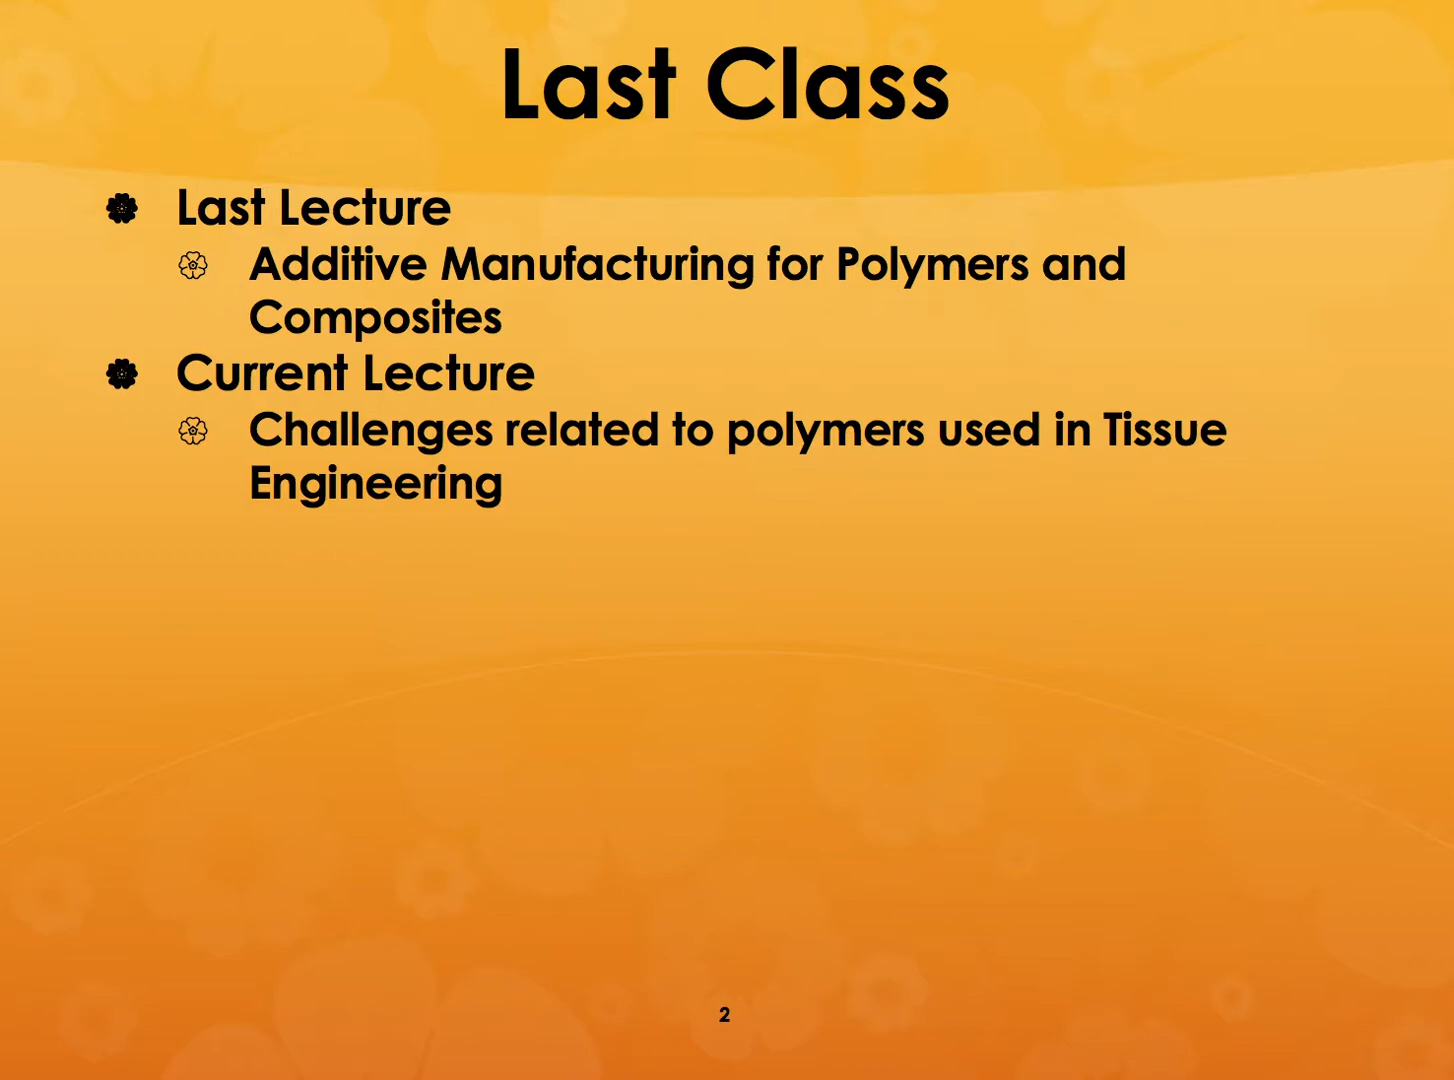 Last Class
Last Lecture
Additive Manufacturing for Polymers and
Composites
Current Lecture
Challenges related to polymers used in Tissue
Engineering
2